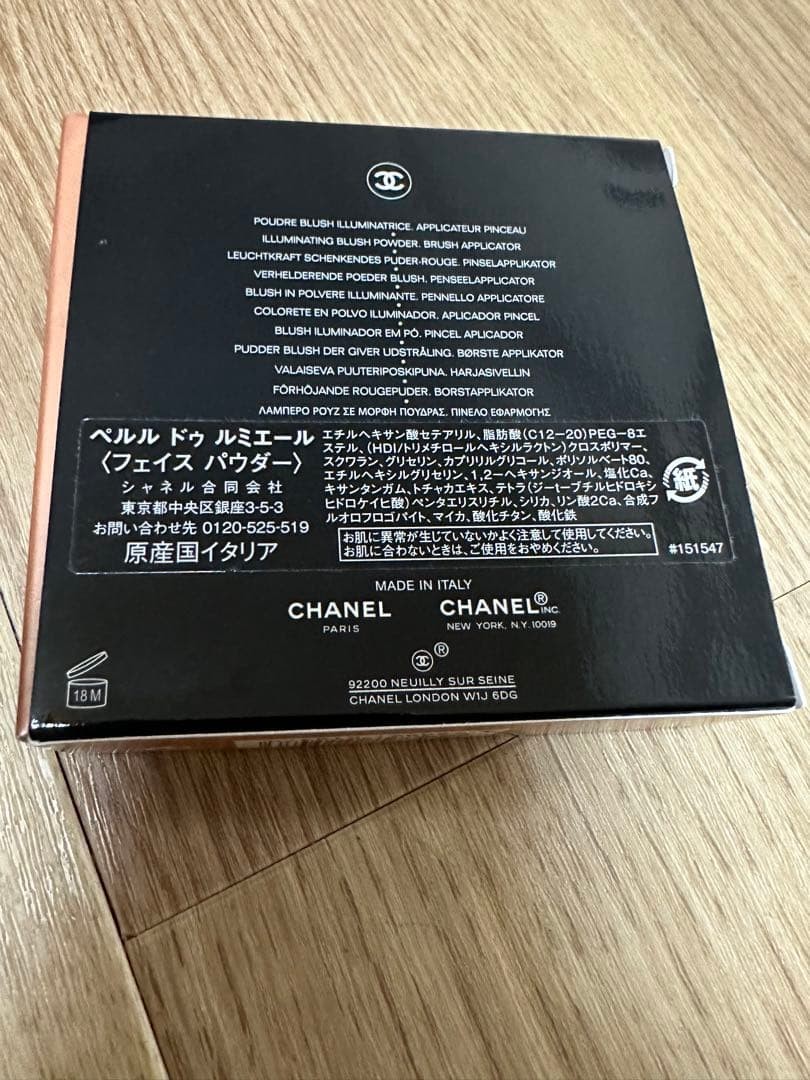 POUDRE BLUSH ILLUMINATRICE. APPLICATEUR PINCEAU
ILLUMINATING BLUSH POWDER. BRUSH APPLICATOR
LEUCHTKRAFT SCHENKENDES PUDER-ROUGE. PINSELAPPLIKATOR
VERHELDERENDE POEDER BLUSH. PENSEELAPPLICATOR
BLUSH IN POLVERE ILLUMINANTE. PENNELLO APPLICATORE
COLORETE EN POLVO ILUMINADOR. APLICADOR PINCEL
BLUSH ILUMINADOR EM PÓ. PINCEL APLICADOR
PUDDER BLUSH DER GIVER UDSTRÅLING. BØRSTE APPLIKATOR
VALAISEVA PUUTERIPOSKIPUNA. HARJASIVELLIN
FÖRHÖJANDE ROUGEPUDER. BORSTAPPLIKATOR
ΛΑΜΠΕΡΟ ΡΟΥΖ ΣΕ ΜΟΡΦΗ ΠΟΥΔΡΑΣ. ΠΙΝΕΛΟ ΕΦΑΡΜΟΓΗΣ
ペルル ドゥ ルミエール
〈フェイス パウダー〉
シャネル合同会社
東京都中央区銀座3-5-3
お問い合わせ先 0120-525-519
原産国イタリア
エチルヘキサン酸セテアリル、脂肪酸(C12-20)PEG-8エ
ステル、(HDI/トリメチロールヘキシルラクトン)クロスポリマー、
スクワラン、グリセリン、カプリリルグリコール、ポリソルベート80、
エチルヘキシルグリセリン、1,2-ヘキサンジオール、塩化Ca、
キサンタンガム、トチャカエキス、テトラ(ジ-t-ブチルヒドロキシ
ヒドロケイヒ酸)ペンタエリスリチル、シリカ、リン酸2Ca、合成フ
ルオロフロゴパイト、マイカ、酸化チタン、酸化鉄
お肌に異常が生じていないかよく注意して使用してください。
お肌に合わないときは、ご使用をおやめください。
紙
#151547
MADE IN ITALY
CHANEL
PARIS
CHANEL® INC.
NEW YORK, N.Y. 10019
®
92200 NEUILLY SUR SEINE
CHANEL LONDON W1J 6DG
18 M